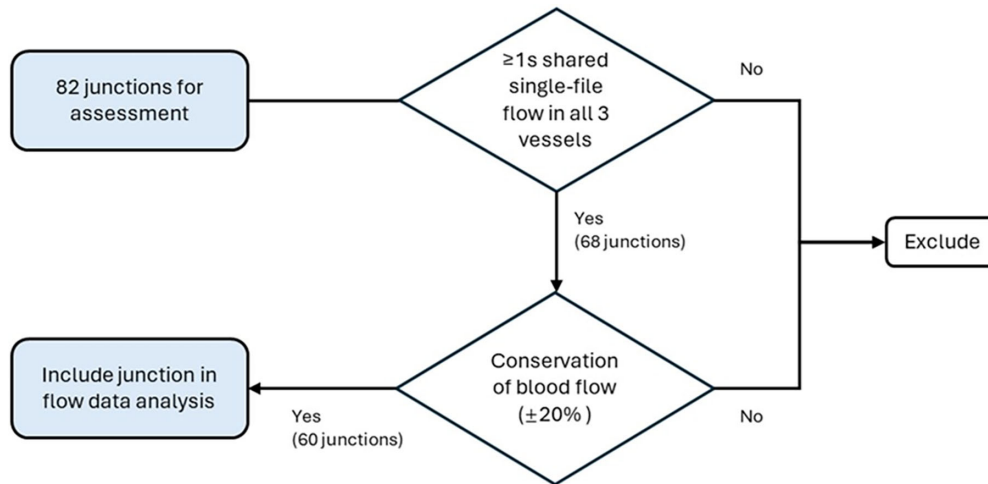 82 junctions for
assessment
≥1s shared
single-file
flow in all 3
vessels
No
Yes
(68 junctions)
Exclude
Conservation
of blood flow
(±20% )
No
Yes
(60 junctions)
Include junction in
flow data analysis